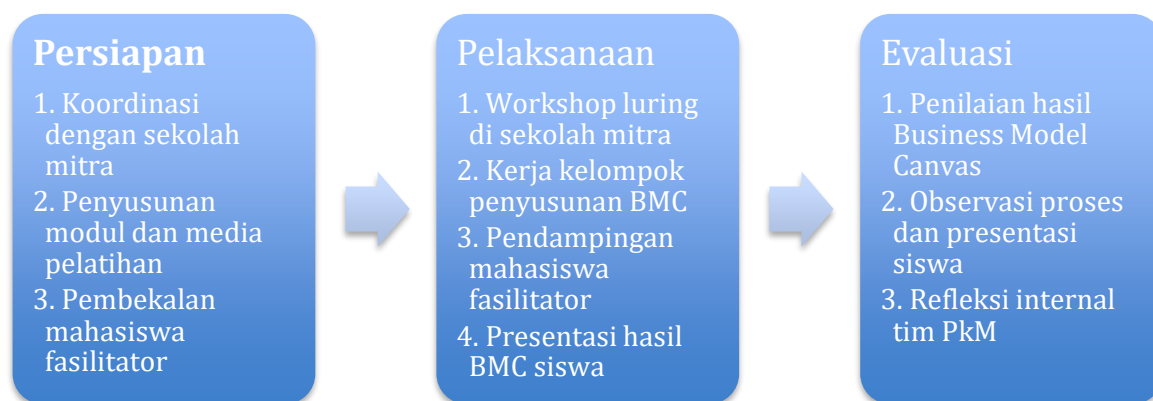 Persiapan
1. Koordinasi
dengan sekolah
mitra
2. Penyusunan
modul dan media
pelatihan
3. Pembekalan
mahasiswa
fasilitator
Pelaksanaan
1. Workshop luring
di sekolah mitra
2. Kerja kelompok
penyusunan BMC
3. Pendampingan
mahasiswa
fasilitator
4. Presentasi hasil
BMC siswa
Evaluasi
1. Penilaian hasil
Business Model
Canvas
2. Observasi proses
dan presentasi
siswa
3. Refleksi internal
tim PkM